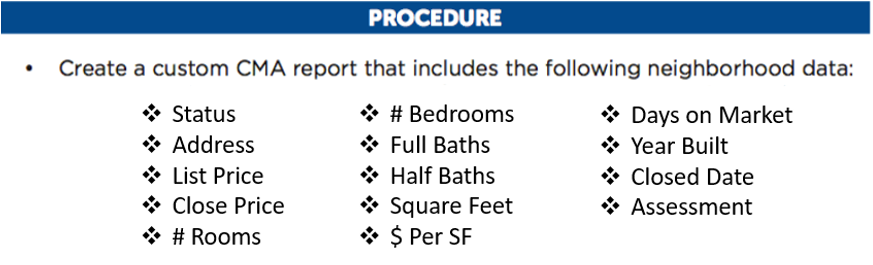 PROCEDURE
• Create a custom CMA report that includes the following neighborhood data:
❖ Status
❖ Address
❖ List Price
❖ Close Price
❖ # Rooms
❖ # Bedrooms
❖ Full Baths
❖ Half Baths
❖ Square Feet
❖ $ Per SF
❖ Days on Market
❖ Year Built
❖ Closed Date
❖ Assessment